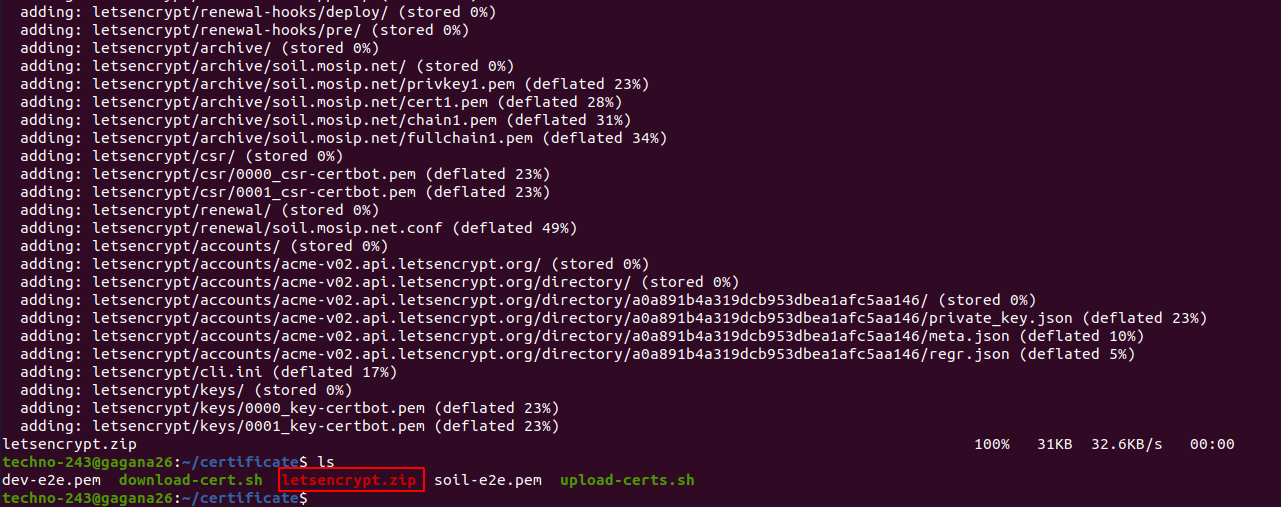 adding: letsencrypt/renewal-hooks/deploy/ (stored 0%)
adding: letsencrypt/renewal-hooks/pre/ (stored 0%)
adding: letsencrypt/archive/ (stored 0%)
adding: letsencrypt/archive/soil.mosip.net/ (stored 0%)
adding: letsencrypt/archive/soil.mosip.net/privkey1.pem (deflated 23%)
adding: letsencrypt/archive/soil.mosip.net/cert1.pem (deflated 28%)
adding: letsencrypt/archive/soil.mosip.net/chain1.pem (deflated 31%)
adding: letsencrypt/archive/soil.mosip.net/fullchain1.pem (deflated 34%)
adding: letsencrypt/csr/ (stored 0%)
adding: letsencrypt/csr/0000_csr-certbot.pem (deflated 23%)
adding: letsencrypt/csr/0001_csr-certbot.pem (deflated 23%)
adding: letsencrypt/renewal/ (stored 0%)
adding: letsencrypt/renewal/soil.mosip.net.conf (deflated 49%)
adding: letsencrypt/accounts/ (stored 0%)
adding: letsencrypt/accounts/acme-v02.api.letsencrypt.org/ (stored 0%)
adding: letsencrypt/accounts/acme-v02.api.letsencrypt.org/directory/ (stored 0%)
adding: letsencrypt/accounts/acme-v02.api.letsencrypt.org/directory/a0a891b4a319dcb953dbea1afc5aa146/ (stored 0%)
adding: letsencrypt/accounts/acme-v02.api.letsencrypt.org/directory/a0a891b4a319dcb953dbea1afc5aa146/private_key.json (deflated 23%)
adding: letsencrypt/accounts/acme-v02.api.letsencrypt.org/directory/a0a891b4a319dcb953dbea1afc5aa146/meta.json (deflated 10%)
adding: letsencrypt/accounts/acme-v02.api.letsencrypt.org/directory/a0a891b4a319dcb953dbea1afc5aa146/regr.json (deflated 5%)
adding: letsencrypt/cli.ini (deflated 17%)
adding: letsencrypt/keys/ (stored 0%)
adding: letsencrypt/keys/0000_key-certbot.pem (deflated 23%)
adding: letsencrypt/keys/0001_key-certbot.pem (deflated 23%)
letsencrypt.zip 100% 31KB 32.6KB/s 00:00
techno-243@gagana26:~/certificate$ ls
dev-e2e.pem download-cert.sh letsencrypt.zip soil-e2e.pem upload-certs.sh
techno-243@gagana26:~/certificate$